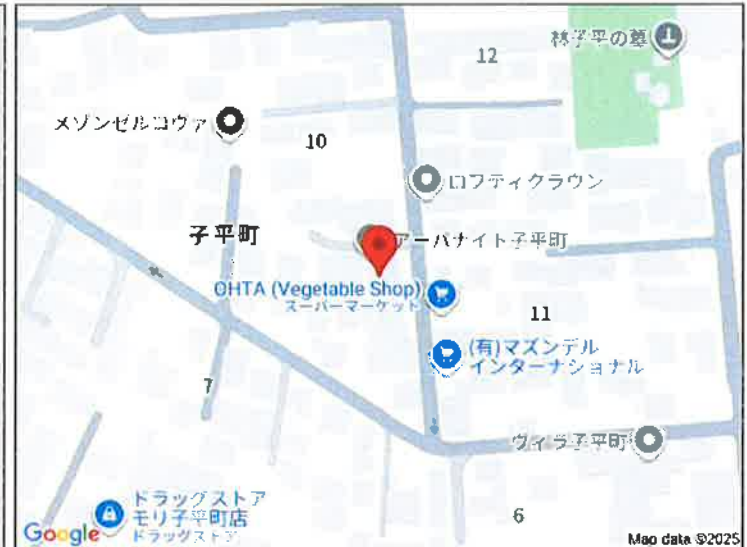 12
林子平の墓
メゾンゼルコヴァ
10
ロフティクラウン
子平町
アーバナイト子平町
OHTA (Vegetable Shop)
スーパーマーケット
11
(有)マズンデル
インターナショナル
7
ヴィラ子平町
ドラッグストア
モリ子平町店
ドラッグストア
6
Google
Map data ©2025